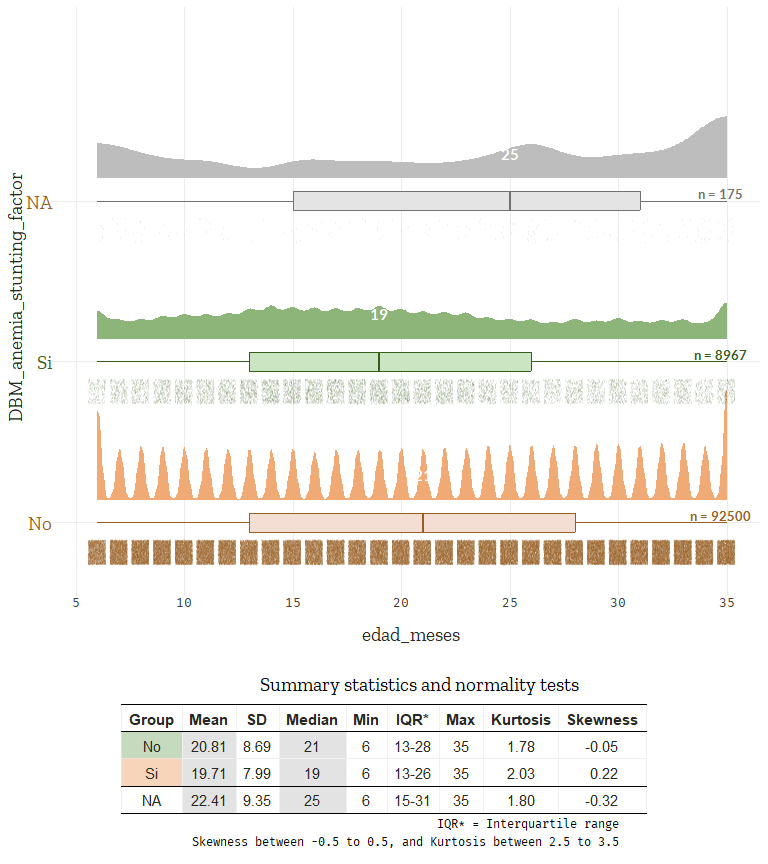 DBM_anemia_stunting_factor
25
NA
n = 175
19
Si
n = 8967
21
No
n = 92500
5 10 15 20 25 30 35
edad_meses
Summary statistics and normality tests
Group Mean SD Median Min IQR* Max Kurtosis Skewness
No 20.81 8.69 21 6 13-28 35 1.78 -0.05
Si 19.71 7.99 19 6 13-26 35 2.03 0.22
NA 22.41 9.35 25 6 15-31 35 1.80 -0.32
IQR* = Interquartile range
Skewness between -0.5 to 0.5, and Kurtosis between 2.5 to 3.5